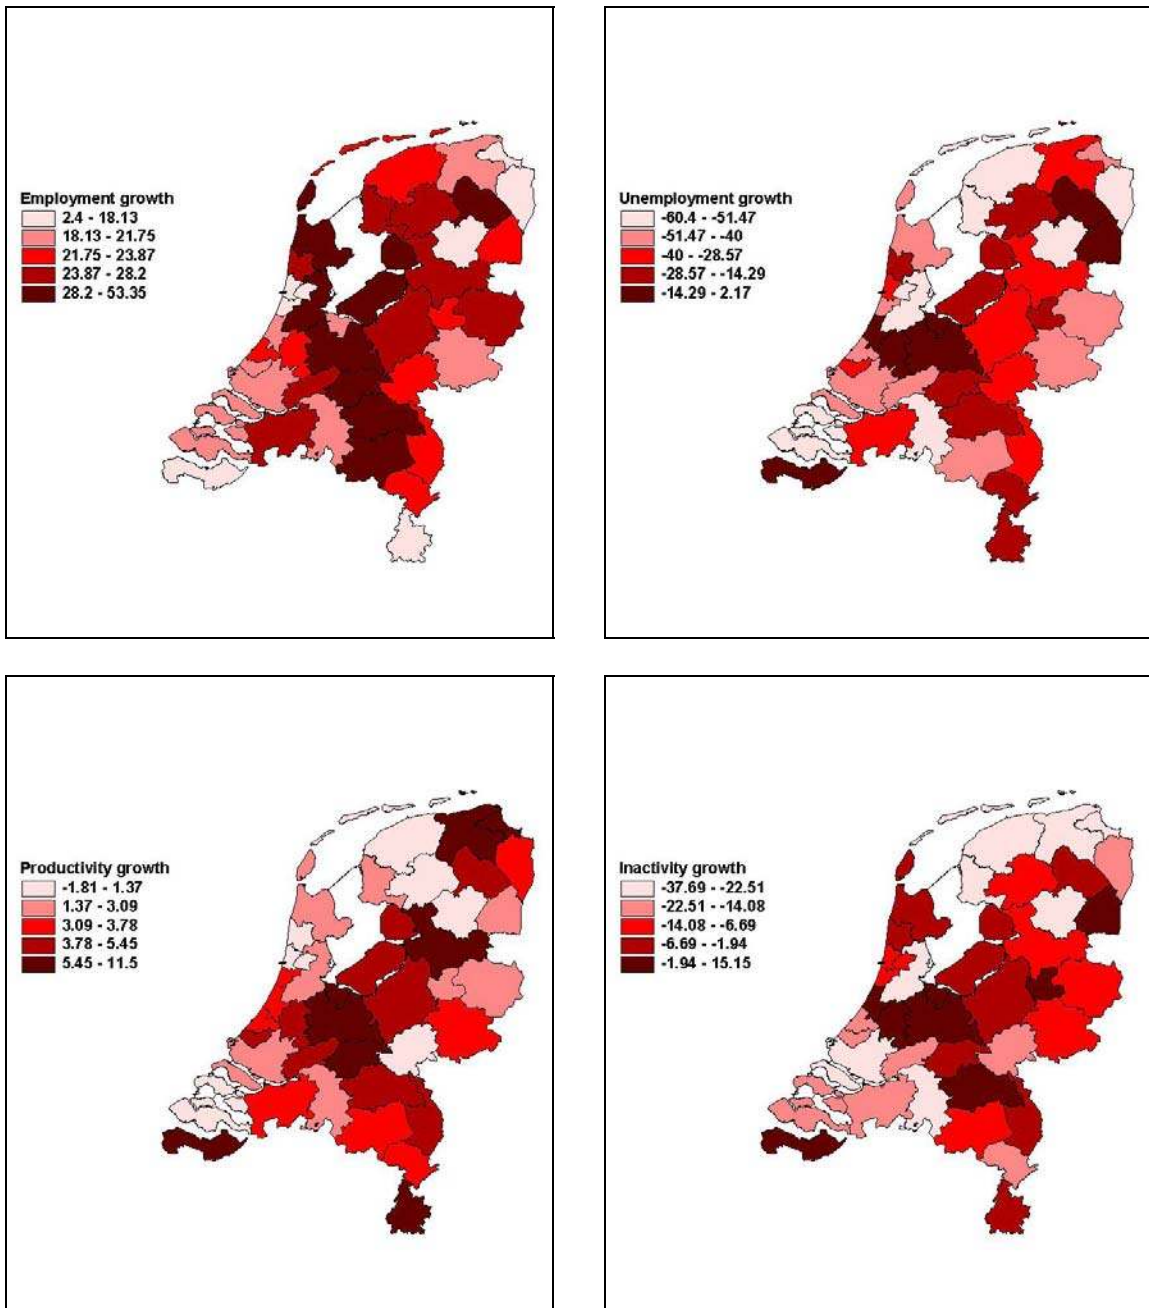 Employment growth
2.4 - 18.13
18.13 - 21.75
21.75 - 23.87
23.87 - 28.2
28.2 - 53.35
Unemployment growth
-60.4 - -51.47
-51.47 - -40
-40 - -28.57
-28.57 - -14.29
-14.29 - 2.17
Productivity growth
-1.81 - 1.37
1.37 - 3.09
3.09 - 3.78
3.78 - 5.45
5.45 - 11.5
Inactivity growth
-37.69 - -22.51
-22.51 - -14.08
-14.08 - -6.69
-6.69 - -1.94
-1.94 - 15.15